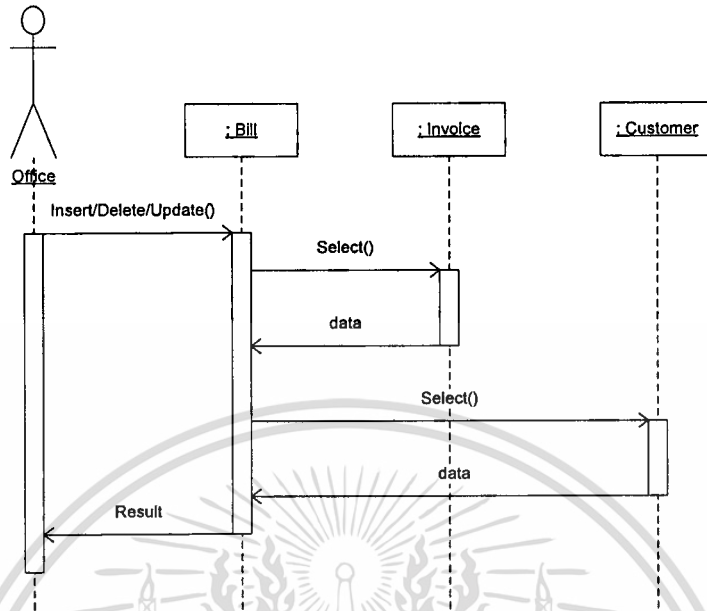 : Bill
: Invoice
: Customer
Office
Insert/Delete/Update()
Select()
data
Select()
data
Result